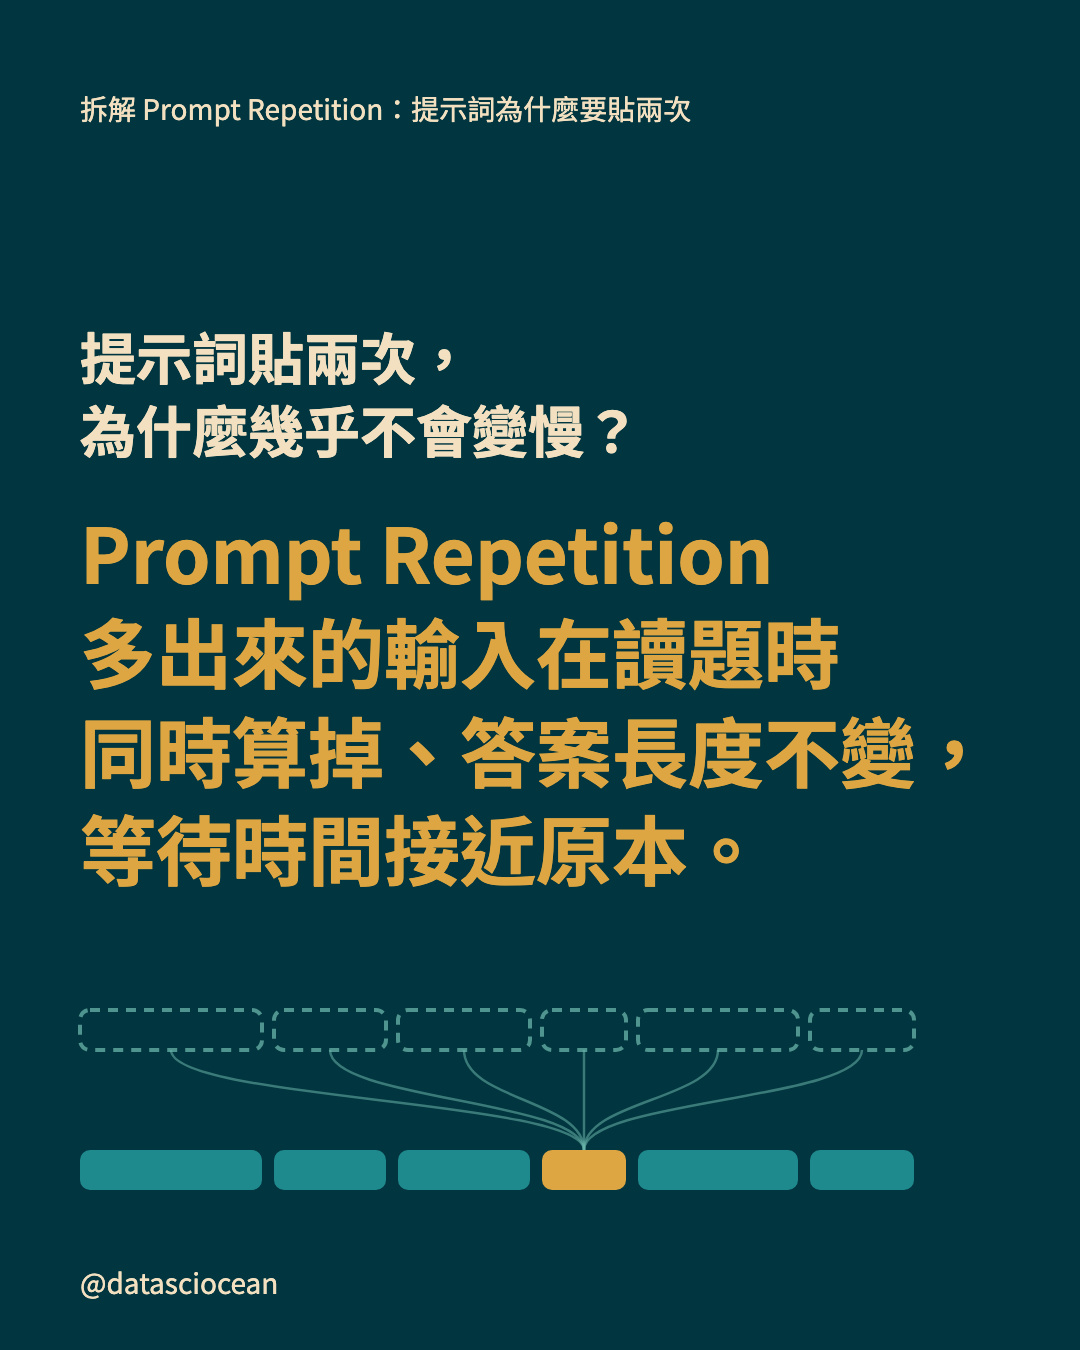 拆解 Prompt Repetition：提示詞為什麼要貼兩次
提示詞貼兩次，
為什麼幾乎不會變慢？
Prompt Repetition
多出來的輸入在讀題時
同時算掉、答案長度不變，
等待時間接近原本。
@datasciocean